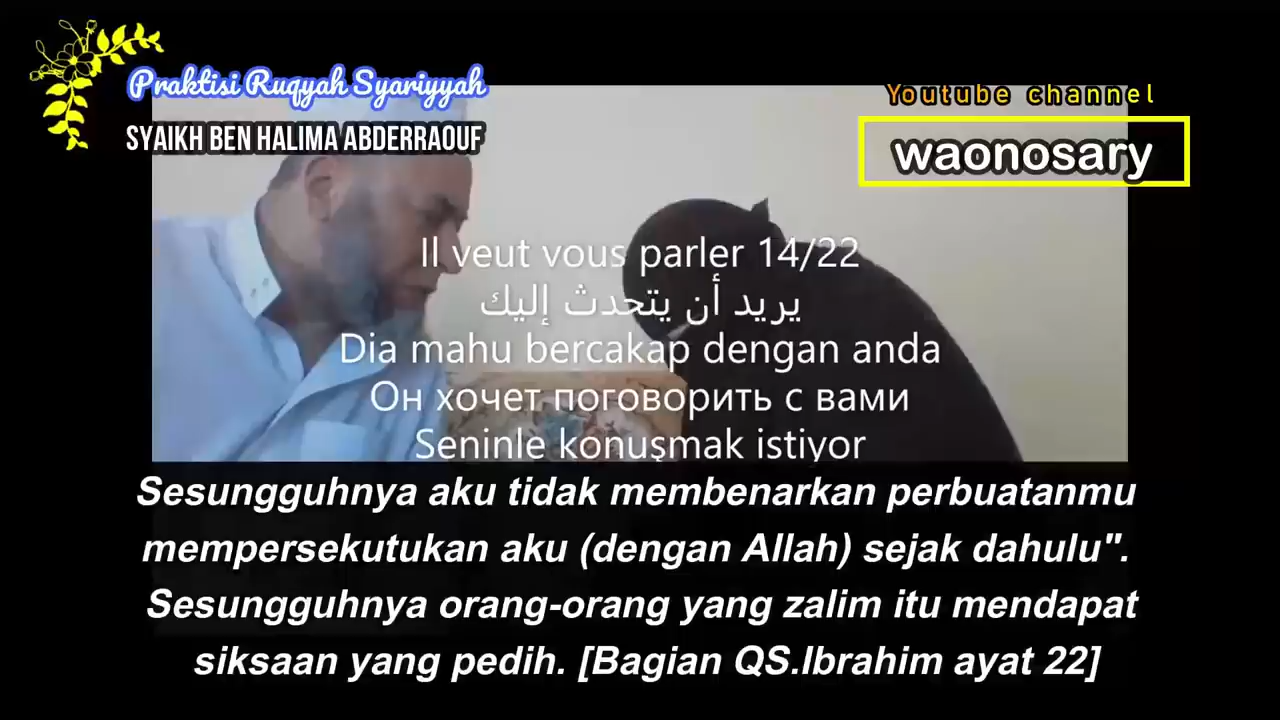 Praktisi Ruqyah Syariyyah
SYAIKH BEN HALIMA ABDERRAOUF
Youtube channel
waonosary
Il veut vous parler 14/22
يريد أن يتحدث إليك
Dia mahu bercakap dengan anda
Он хочет поговорить с вами
Seninle konuşmak istiyor
Sesungguhnya aku tidak membenarkan perbuatanmu
mempersekutukan aku (dengan Allah) sejak dahulu".
Sesungguhnya orang-orang yang zalim itu mendapat
siksaan yang pedih. [Bagian QS.Ibrahim ayat 22]